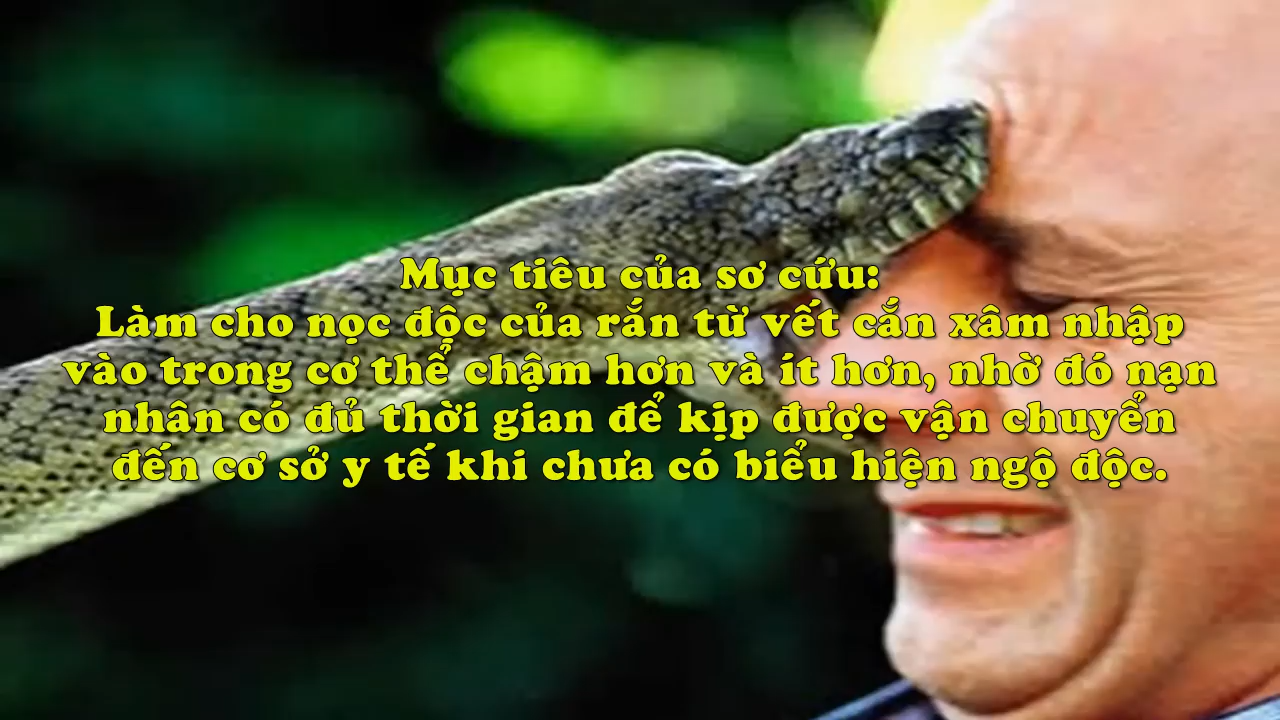 Mục tiêu của sơ cứu:
Làm cho nọc độc của rắn từ vết cắn xâm nhập
vào trong cơ thể chậm hơn và ít hơn, nhờ đó nạn
nhân có đủ thời gian để kịp được vận chuyển
đến cơ sở y tế khi chưa có biểu hiện ngộ độc.